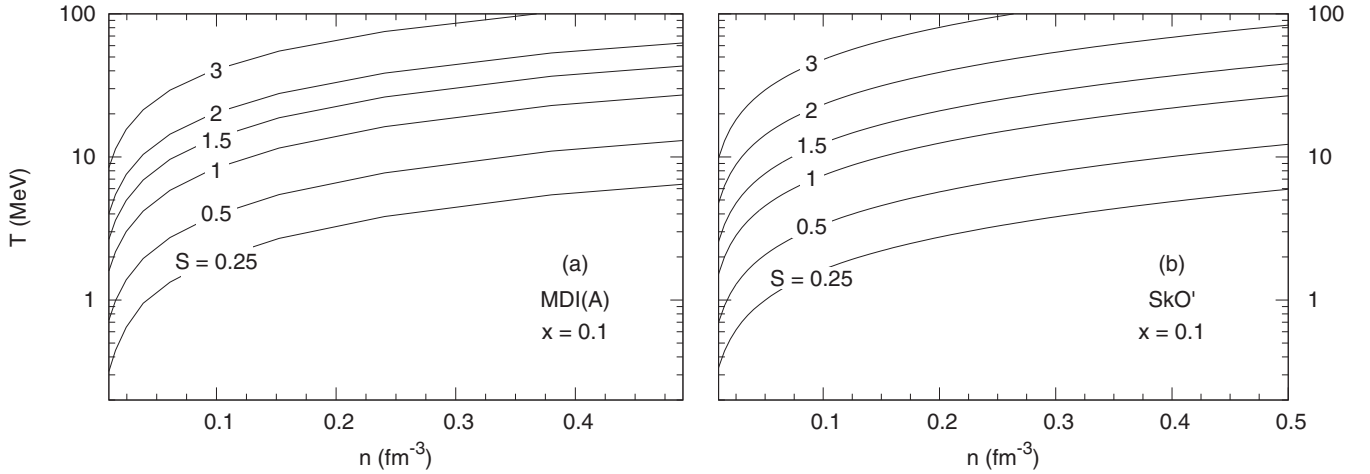 100
10
1
T (MeV)
3
2
1.5
1
0.5
S = 0.25
(a)
MDI(A)
x = 0.1
0.1 0.2 0.3 0.4
n (fm⁻³)
100
10
1
3
2
1.5
1
0.5
S = 0.25
(b)
SkO'
x = 0.1
0.1 0.2 0.3 0.4 0.5
n (fm⁻³)